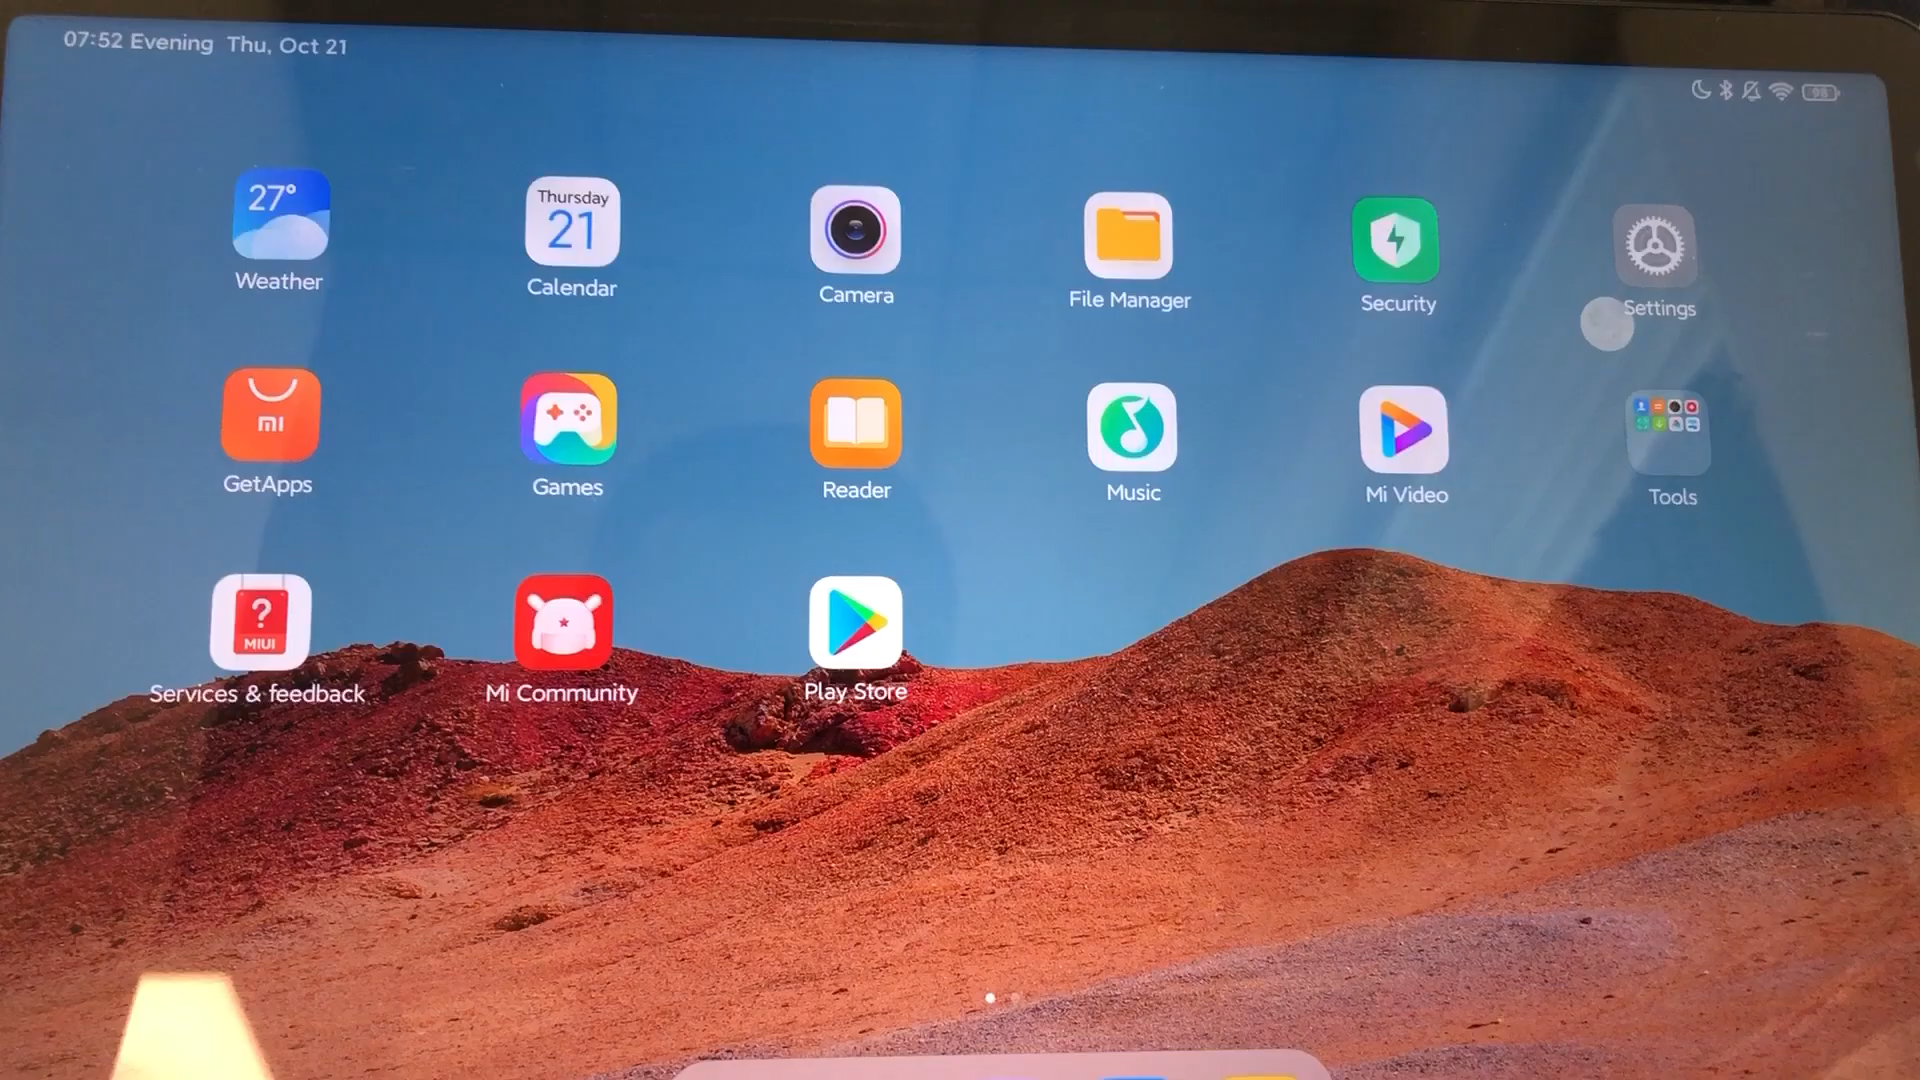 07:52 Evening Thu, Oct 21
98
27°
Weather
Thursday
21
Calendar
Camera
File Manager
Security
Settings
mi
GetApps
Games
Reader
Music
Mi Video
Tools
?
MIUI
Services & feedback
Mi Community
Play Store